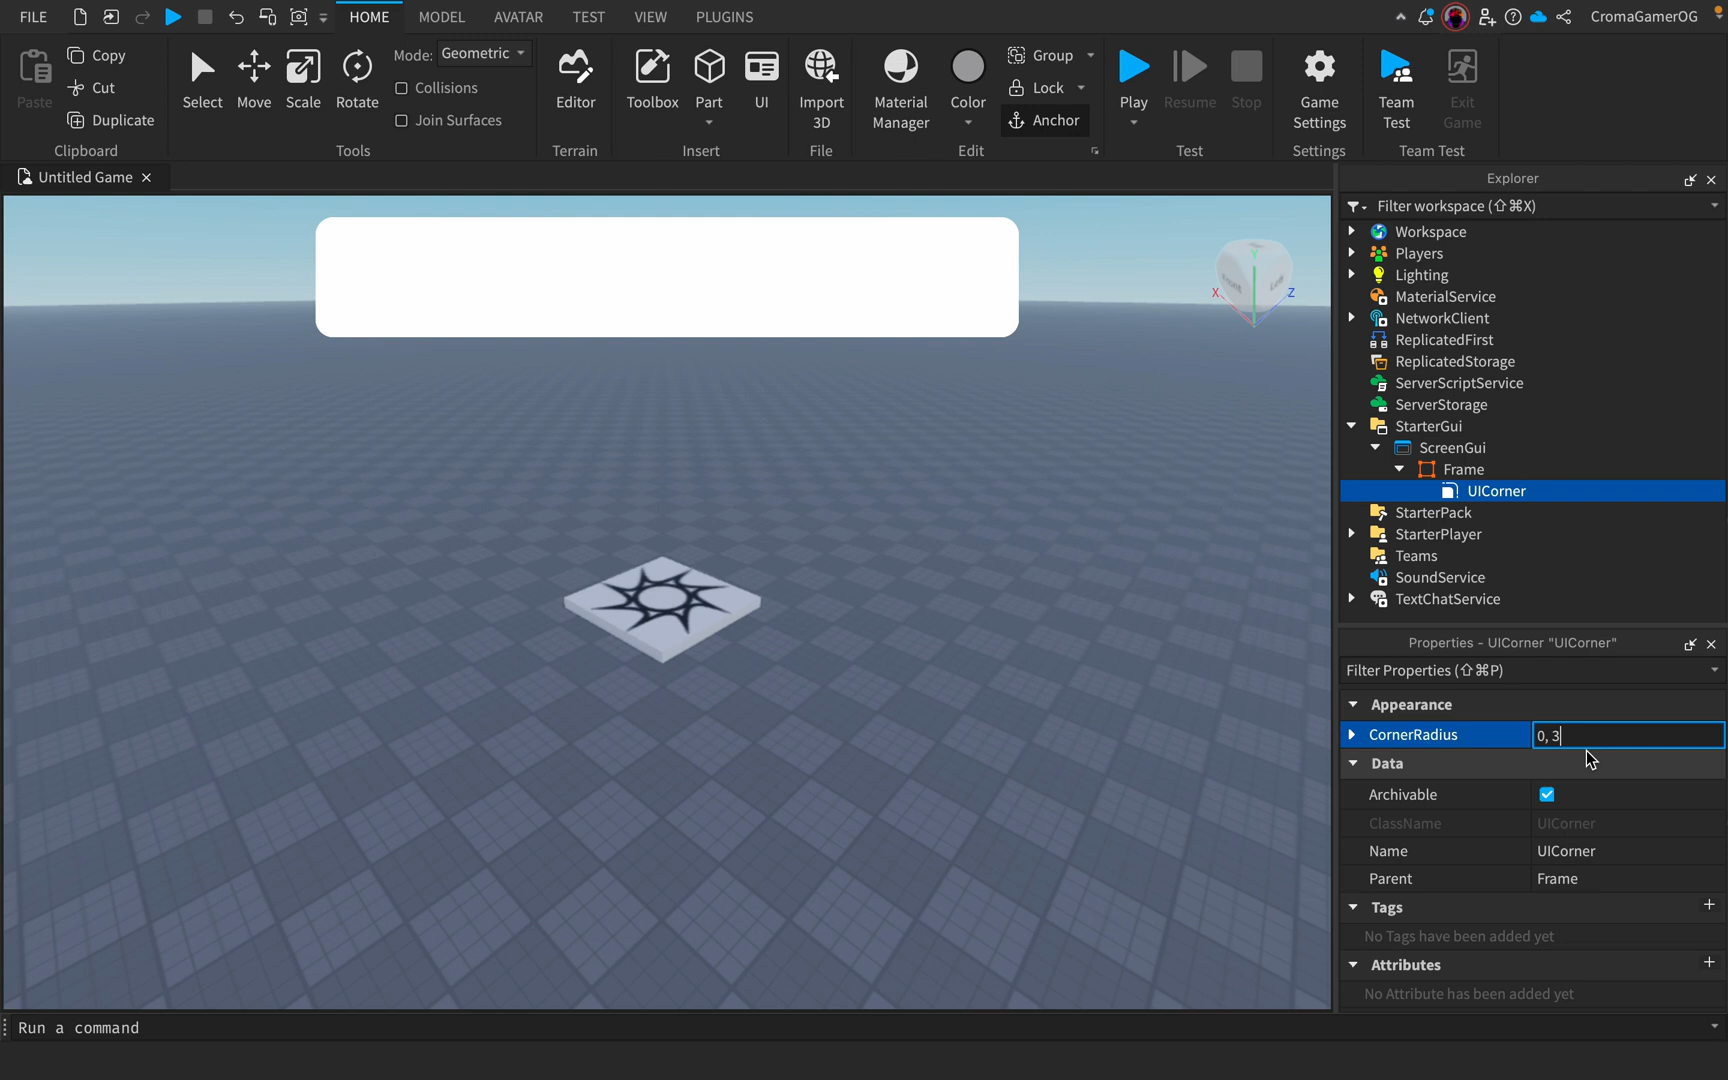 FILE HOME MODEL AVATAR TEST VIEW PLUGINS CromaGamerOG
Paste Copy Cut Duplicate Clipboard
Select Move Scale Rotate Mode: Geometric Collisions Join Surfaces Tools
Editor Terrain
Toolbox Part UI Insert
Import 3D File
Material Manager Color Group Lock Anchor Edit
Play Resume Stop Test
Game Settings Settings
Team Test Exit Game Team Test
Untitled Game
Explorer
Filter workspace (⇧⌘X)
Workspace
Players
Lighting
MaterialService
NetworkClient
ReplicatedFirst
ReplicatedStorage
ServerScriptService
ServerStorage
StarterGui
ScreenGui
Frame
UICorner
StarterPack
StarterPlayer
Teams
SoundService
TextChatService
X Y Z
Properties - UICorner "UICorner"
Filter Properties (⇧⌘P)
Appearance
CornerRadius 0, 3
Data
Archivable
ClassName UICorner
Name UICorner
Parent Frame
Tags +
No Tags have been added yet
Attributes +
No Attribute has been added yet
Run a command